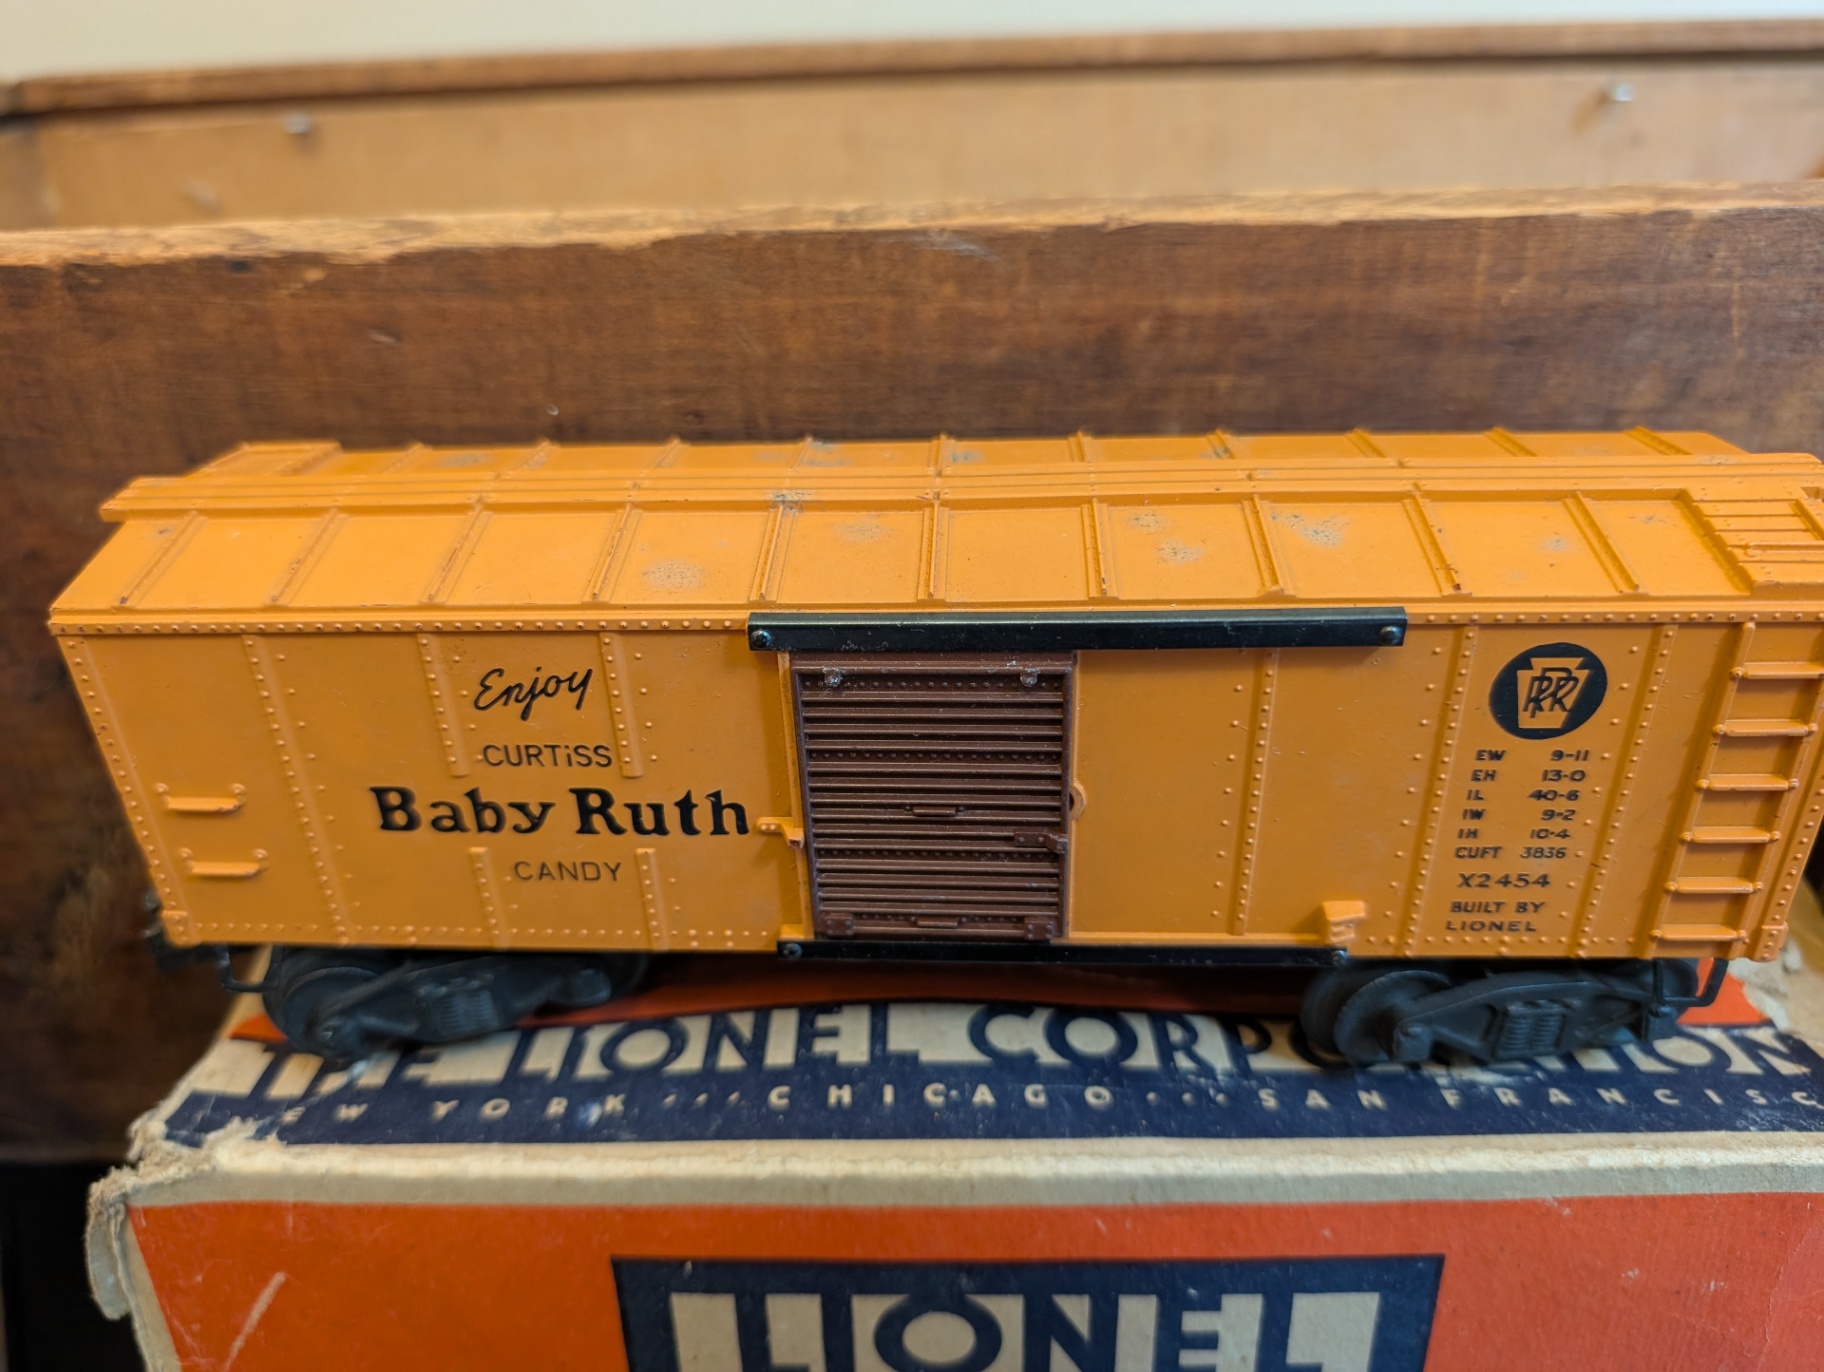 Enjoy
CURTiSS
Baby Ruth
CANDY
PRR
EW 9-11
EH 13-0
IL 40-6
IW 9-2
IH 10-4
CUFT 3836
X2454
BUILT BY
LIONEL
THE LIONEL CORPORATION
NEW YORK ··· CHICAGO ··· SAN FRANCISC
LIONEL